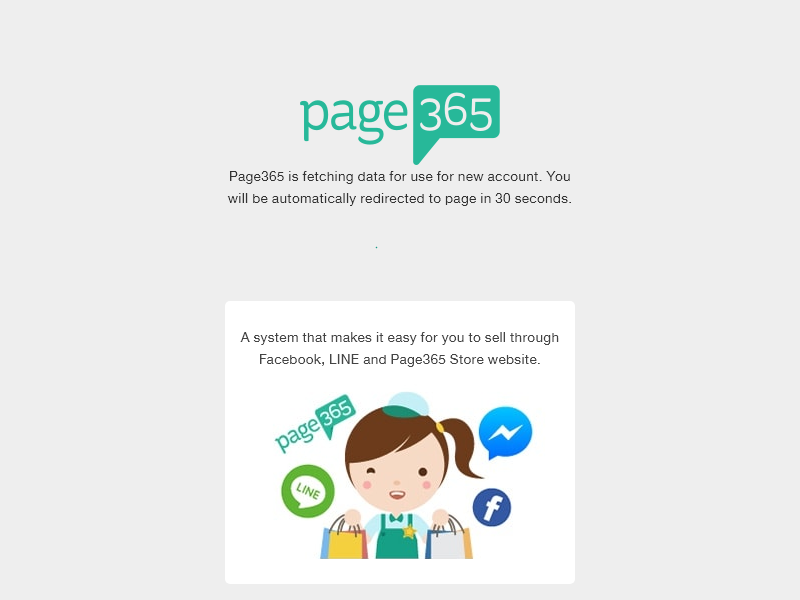 page365
Page365 is fetching data for use for new account. You
will be automatically redirected to page in 30 seconds.
A system that makes it easy for you to sell through
Facebook, LINE and Page365 Store website.
page365
LINE
f